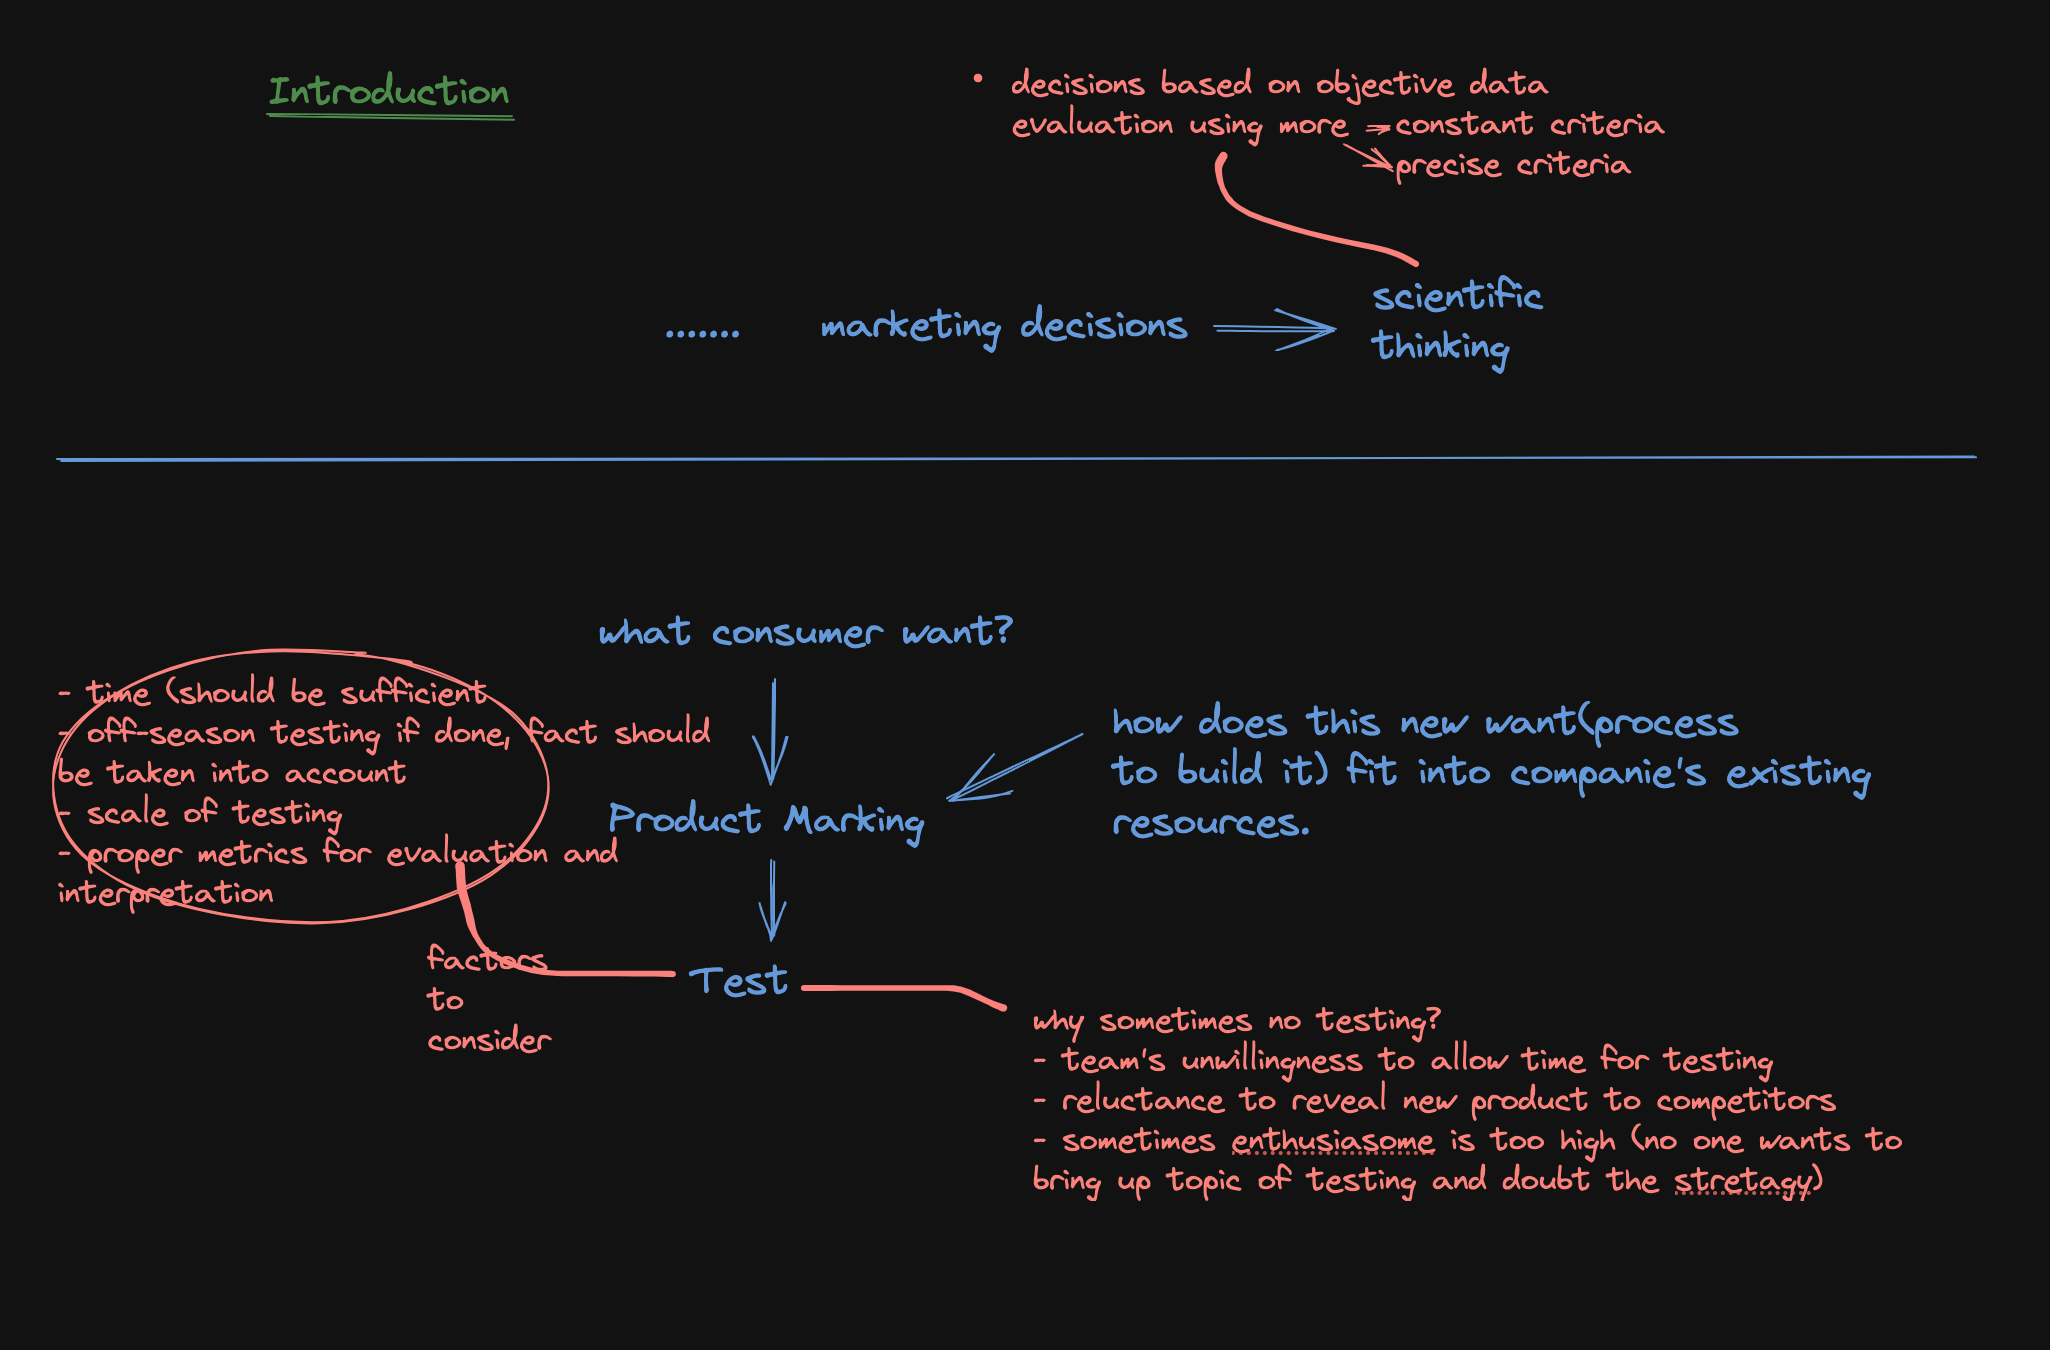 Introduction
• decisions based on objective data
evaluation using more → constant criteria
precise criteria
....... marketing decisions
scientific
thinking
what consumer want?
- time (should be sufficient
- off-season testing if done, fact should
be taken into account
- scale of testing
- proper metrics for evaluation and
interpretation
how does this new want(process
to build it) fit into companie's existing
resources.
Product Marking
factors
to
consider
Test
why sometimes no testing?
- team's unwillingness to allow time for testing
- reluctance to reveal new product to competitors
- sometimes enthusiasome is too high (no one wants to
bring up topic of testing and doubt the stretagy)